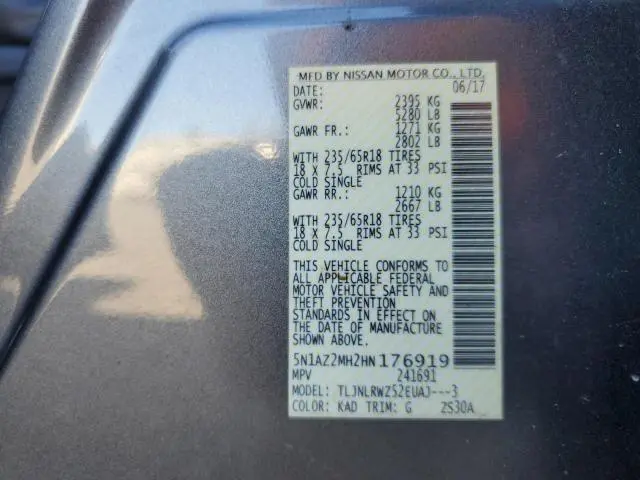 MFD BY NISSAN MOTOR CO., LTD.
DATE: 06/17
GVWR: 2395 KG
5280 LB
GAWR FR.: 1271 KG
2802 LB
WITH 235/65R18 TIRES
18 X 7.5 RIMS AT 33 PSI
COLD SINGLE
GAWR RR.: 1210 KG
2667 LB
WITH 235/65R18 TIRES
18 X 7.5 RIMS AT 33 PSI
COLD SINGLE
THIS VEHICLE CONFORMS TO
ALL APPLICABLE FEDERAL
MOTOR VEHICLE SAFETY AND
THEFT PREVENTION
STANDARDS IN EFFECT ON
THE DATE OF MANUFACTURE
SHOWN ABOVE.
5N1AZ2MH2HN176919
MPV 241691
MODEL: TLJNLRWZ52EUAJ---3
COLOR: KAD TRIM: G 2S30A